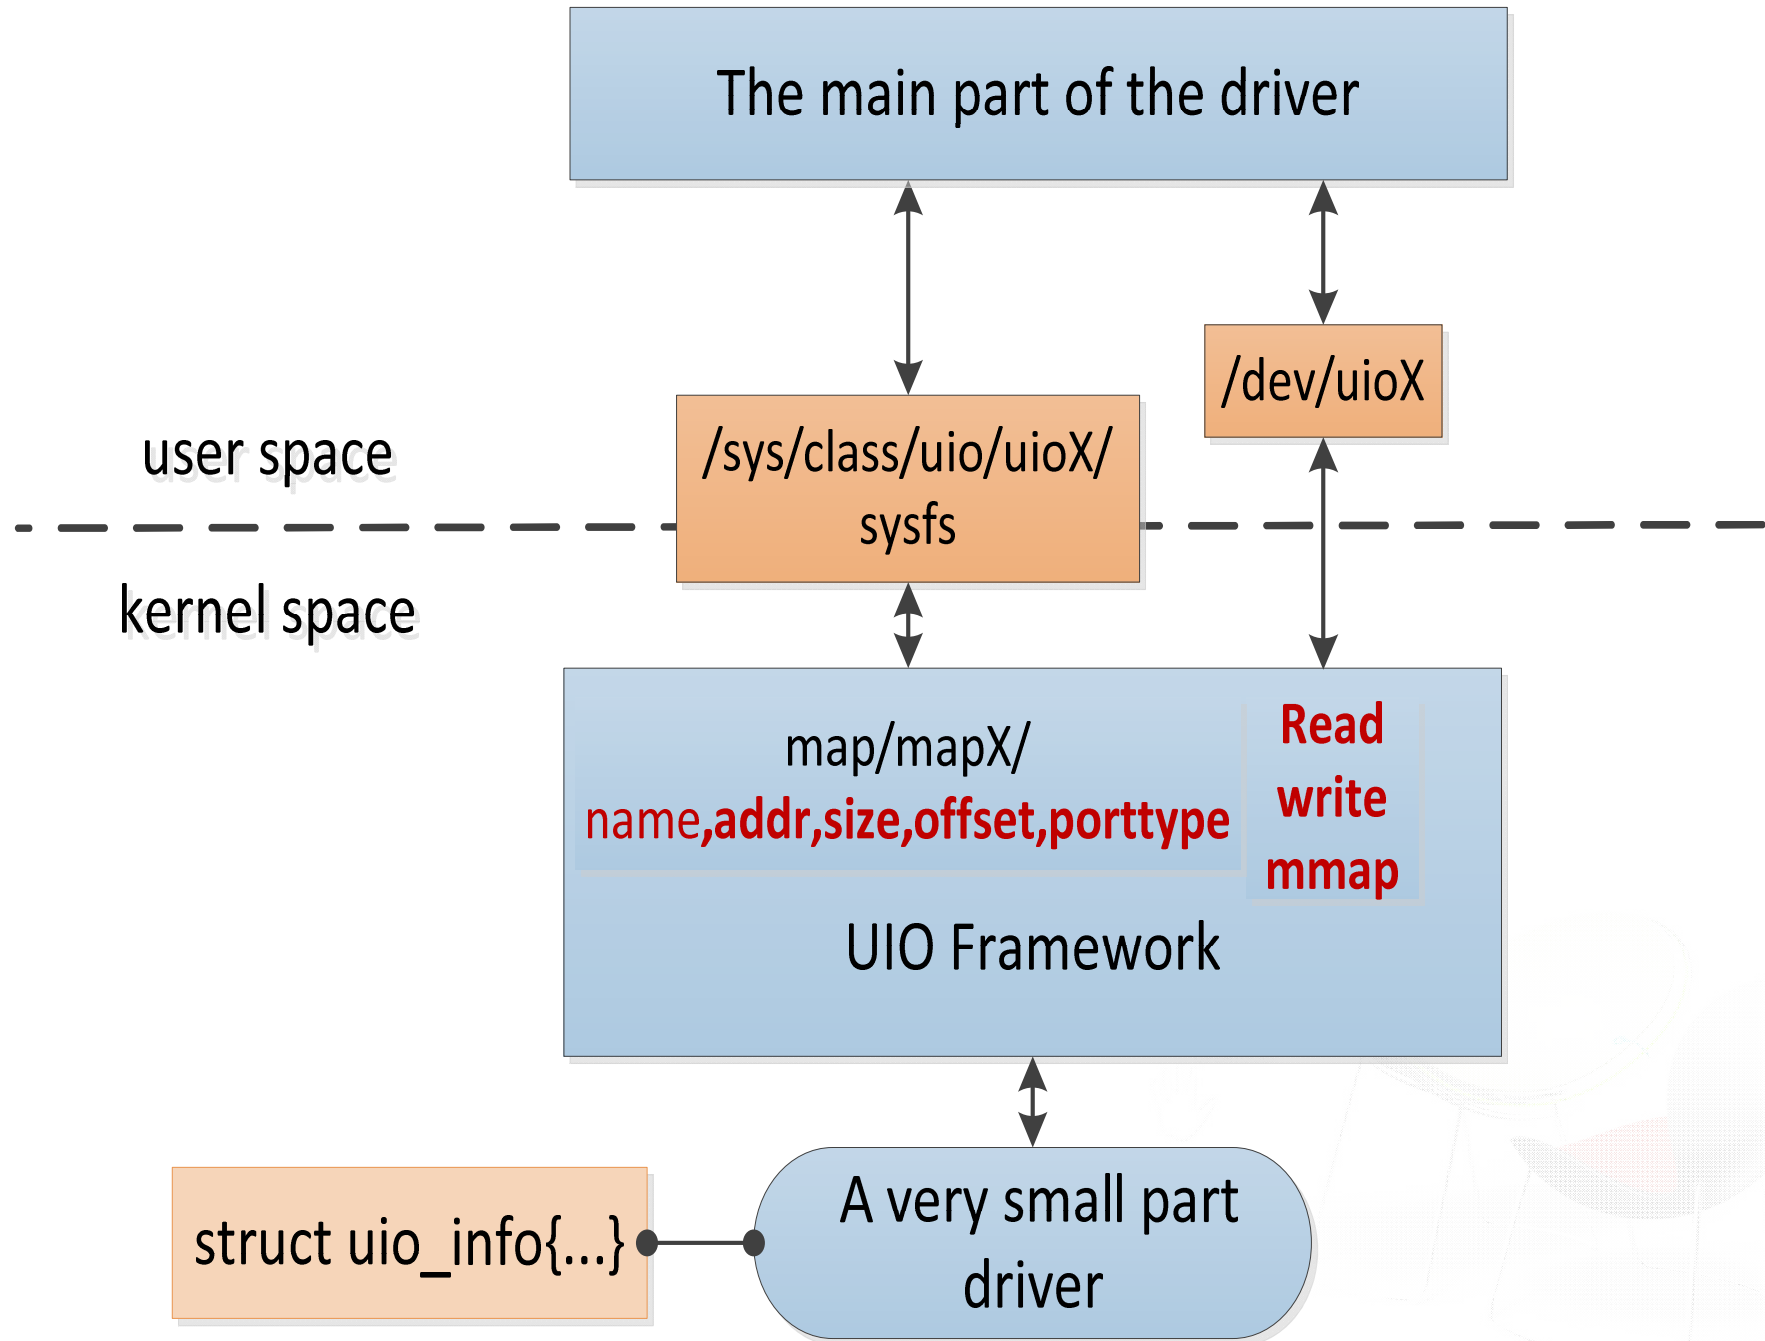 The main part of the driver
/dev/uioX
/sys/class/uio/uioX/
sysfs
user space
kernel space
map/mapX/
name,addr,size,offset,porttype
Read
write
mmap
UIO Framework
A very small part
driver
struct uio_info{...}